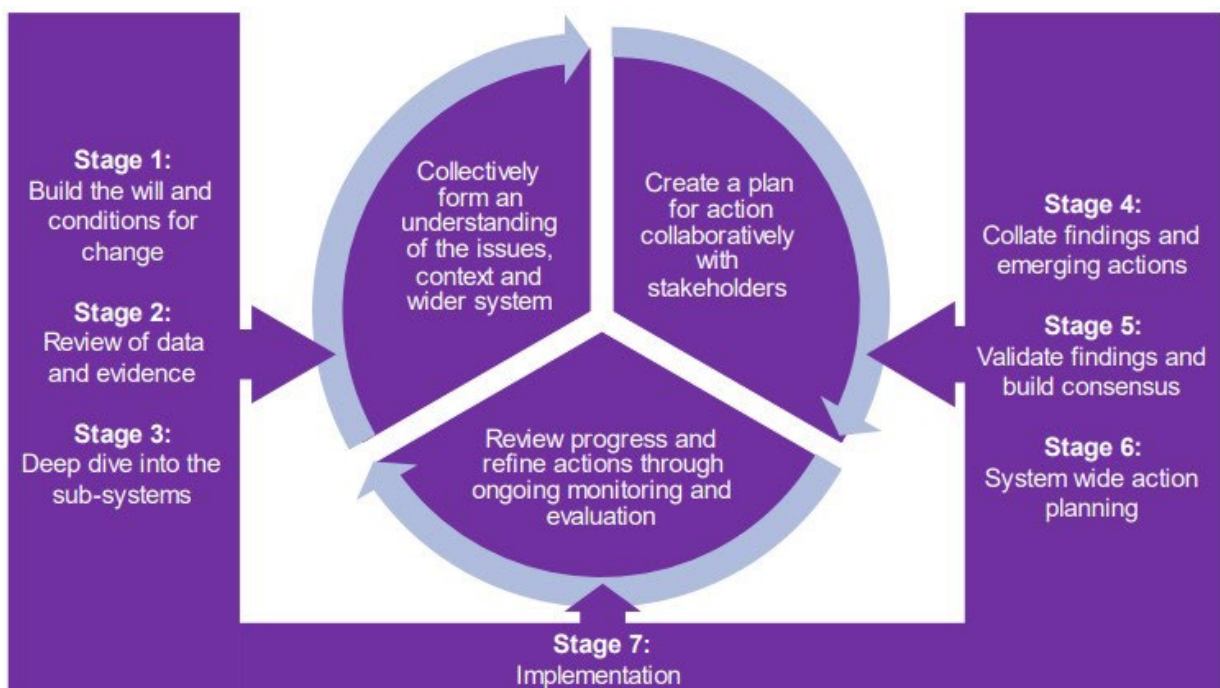 Stage 1:
Build the will and
conditions for
change
Stage 2:
Review of data
and evidence
Stage 3:
Deep dive into the
sub-systems
Collectively
form an
understanding
of the issues,
context and
wider system
Create a plan
for action
collaboratively
with
stakeholders
Review progress and
refine actions through
ongoing monitoring and
evaluation
Stage 4:
Collate findings and
emerging actions
Stage 5:
Validate findings and
build consensus
Stage 6:
System wide action
planning
Stage 7:
Implementation